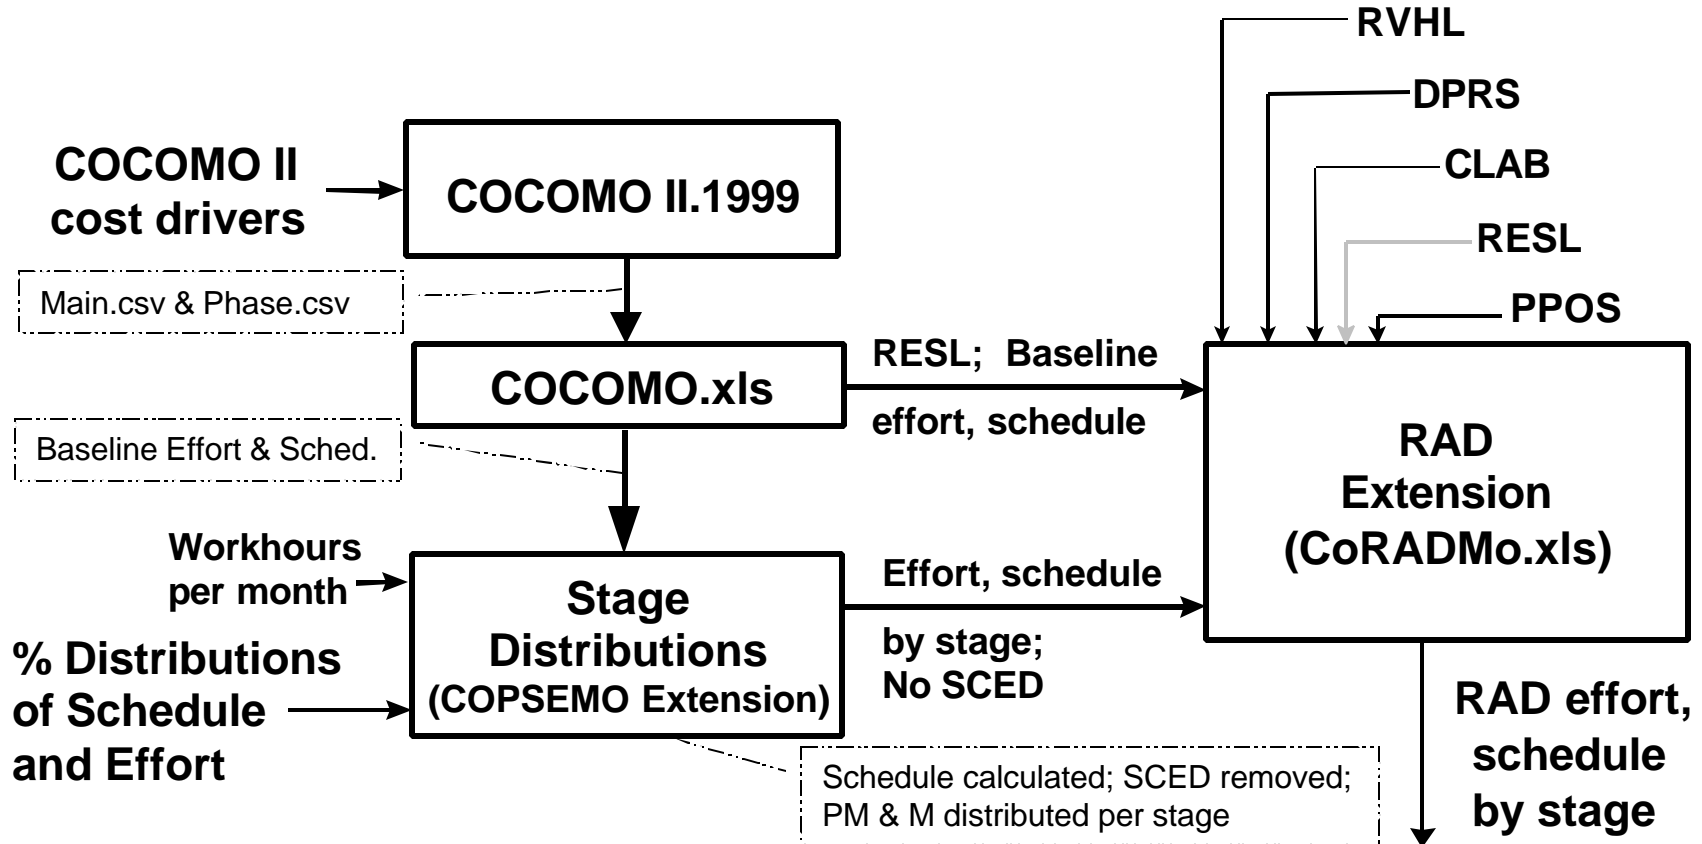 RVHL
DPRS
CLAB
RESL
PPOS
COCOMO II
cost drivers
COCOMO II.1999
Main.csv & Phase.csv
COCOMO.xls
RESL; Baseline
effort, schedule
Baseline Effort & Sched.
RAD
Extension
(CoRADMo.xls)
Workhours
per month
Stage
Distributions
(COPSEMO Extension)
Effort, schedule
by stage;
No SCED
% Distributions
of Schedule
and Effort
RAD effort,
schedule
by stage
Schedule calculated; SCED removed;
PM & M distributed per stage